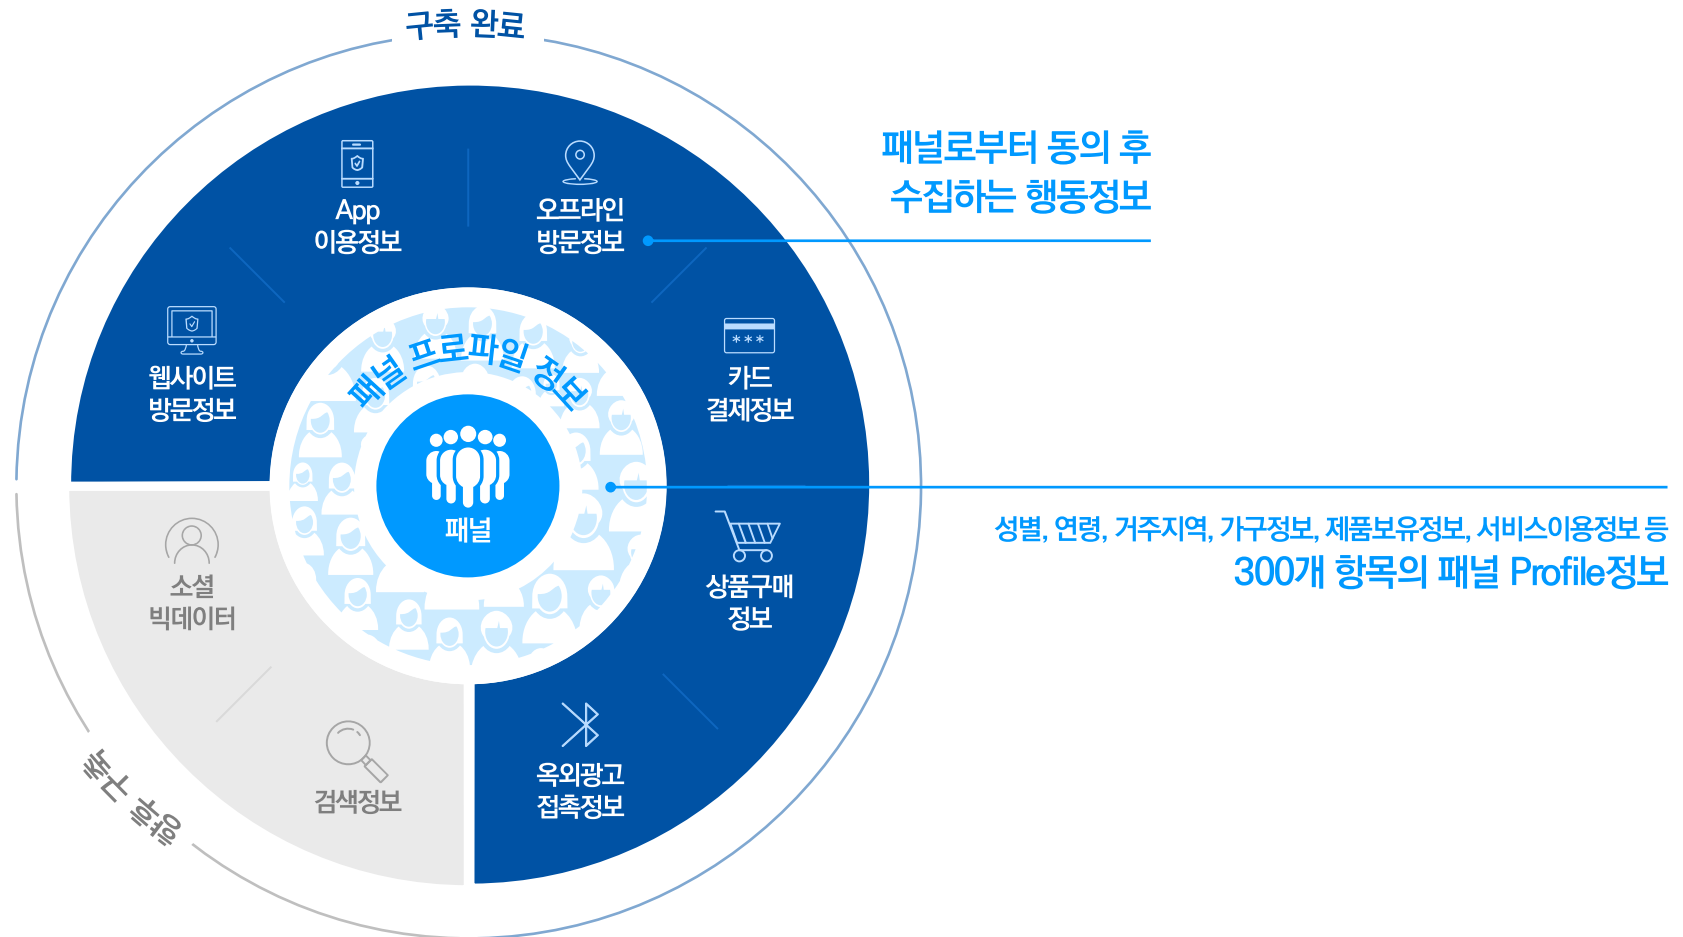 구축 완료
패널로부터 동의 후
수집하는 행동정보
App
이용정보
오프라인
방문정보
웹사이트
방문정보
카드
결제정보
패널 프로파일 정보
패널
성별, 연령, 거주지역, 가구정보, 제품보유정보, 서비스이용정보 등
300개 항목의 패널 Profile정보
소셜
빅데이터
상품구매
정보
검색정보
옥외광고
접촉정보
향후 구축